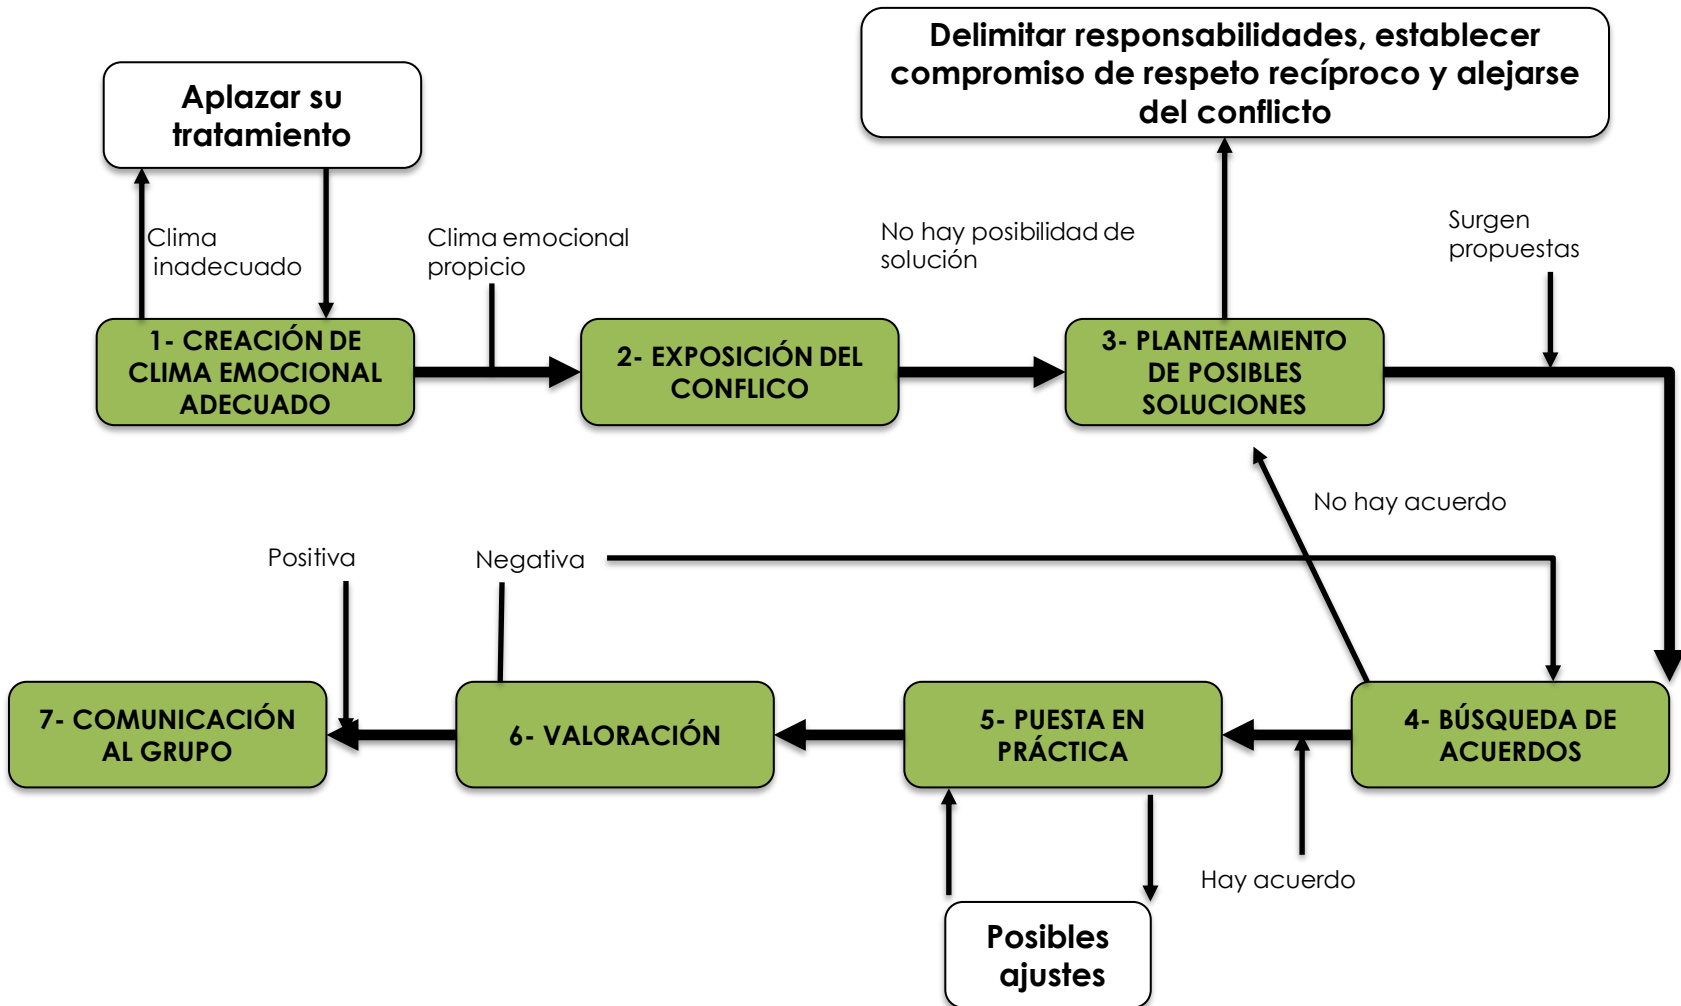 Delimitar responsabilidades, establecer
compromiso de respeto recíproco y alejarse
del conflicto
Aplazar su
tratamiento
Clima
inadecuado
Clima emocional
propicio
No hay posibilidad de
solución
Surgen
propuestas
1- CREACIÓN DE
CLIMA EMOCIONAL
ADECUADO
2- EXPOSICIÓN DEL
CONFLICO
3- PLANTEAMIENTO
DE POSIBLES
SOLUCIONES
No hay acuerdo
Positiva
Negativa
7- COMUNICACIÓN
AL GRUPO
6- VALORACIÓN
5- PUESTA EN
PRÁCTICA
4- BÚSQUEDA DE
ACUERDOS
Hay acuerdo
Posibles
ajustes